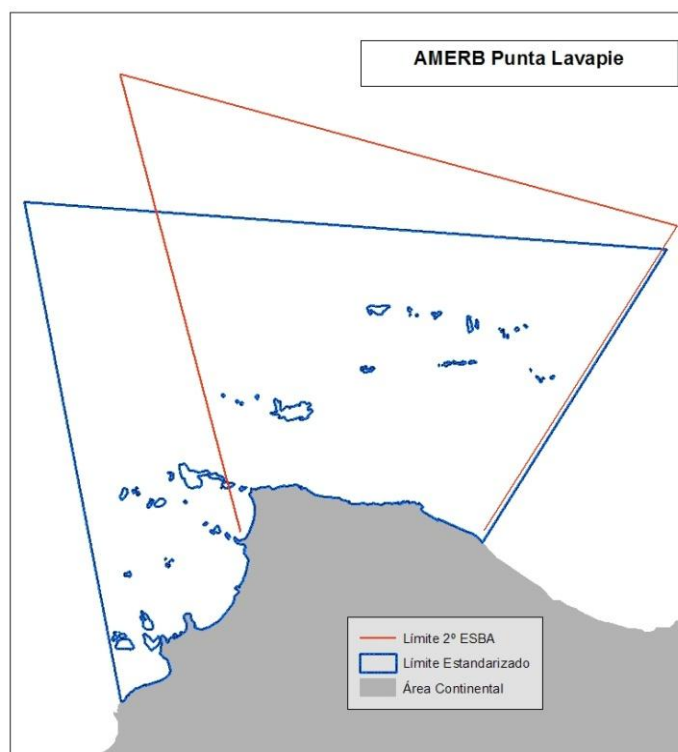 AMERB Punta Lavapie
Límite 2º ESBA
Límite Estandarizado
Área Continental